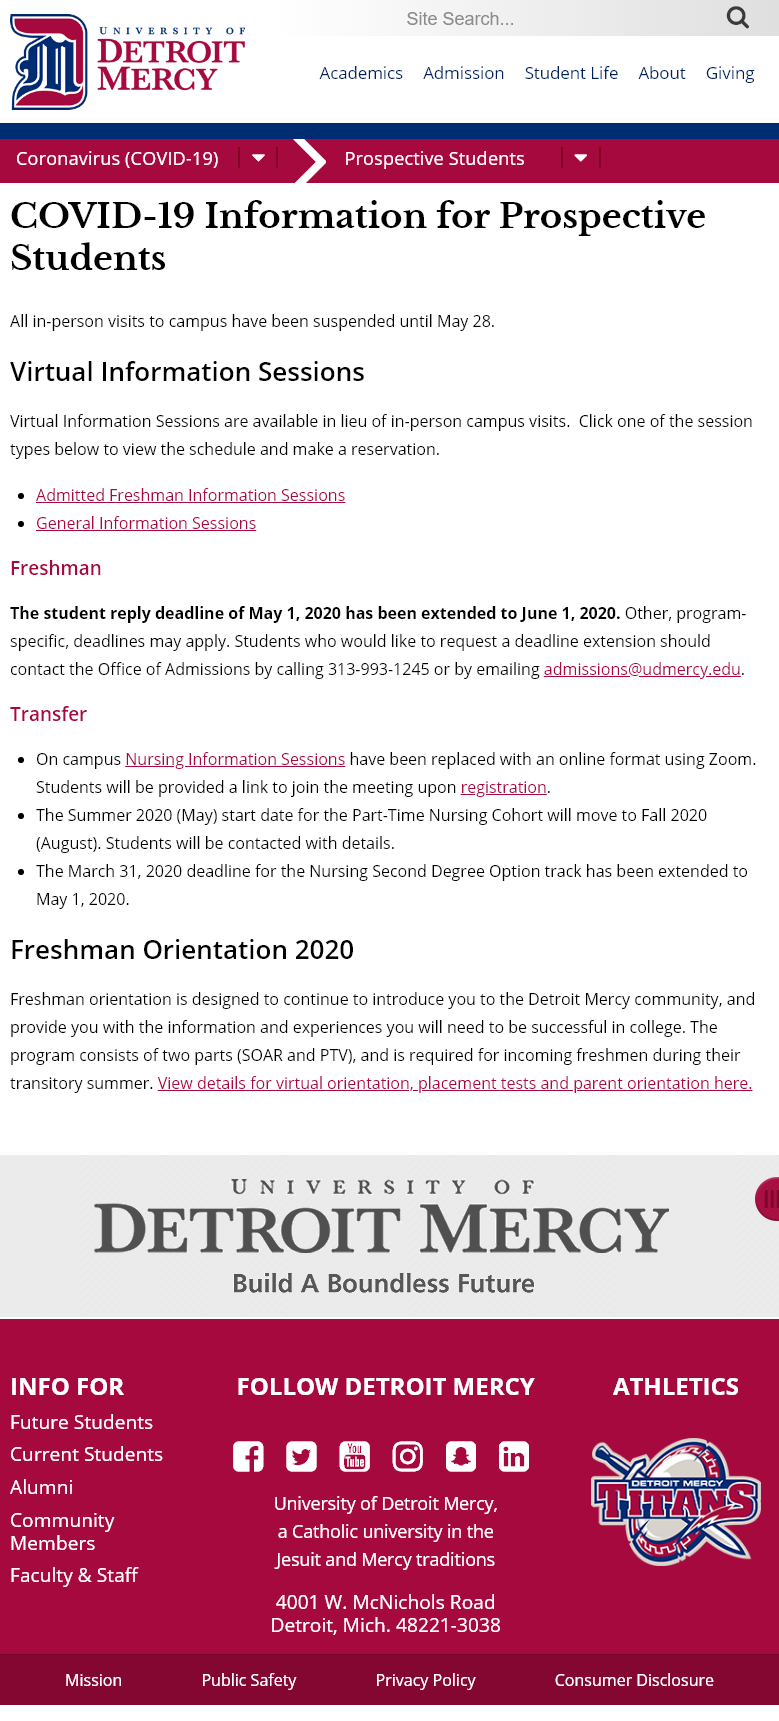 Site Search...
UNIVERSITY OF
DETROIT
MERCY
Academics Admission Student Life About Giving
Coronavirus (COVID-19) Prospective Students
COVID-19 Information for Prospective
Students
All in-person visits to campus have been suspended until May 28.
Virtual Information Sessions
Virtual Information Sessions are available in lieu of in-person campus visits.  Click one of the session
types below to view the schedule and make a reservation.
Admitted Freshman Information Sessions
General Information Sessions
Freshman
The student reply deadline of May 1, 2020 has been extended to June 1, 2020. Other, program-
specific, deadlines may apply. Students who would like to request a deadline extension should
contact the Office of Admissions by calling 313-993-1245 or by emailing admissions@udmercy.edu.
Transfer
On campus Nursing Information Sessions have been replaced with an online format using Zoom.
Students will be provided a link to join the meeting upon registration.
The Summer 2020 (May) start date for the Part-Time Nursing Cohort will move to Fall 2020
(August). Students will be contacted with details.
The March 31, 2020 deadline for the Nursing Second Degree Option track has been extended to
May 1, 2020.
Freshman Orientation 2020
Freshman orientation is designed to continue to introduce you to the Detroit Mercy community, and
provide you with the information and experiences you will need to be successful in college. The
program consists of two parts (SOAR and PTV), and is required for incoming freshmen during their
transitory summer. View details for virtual orientation, placement tests and parent orientation here.
UNIVERSITY OF
DETROIT MERCY
Build A Boundless Future
INFO FOR
Future Students
Current Students
Alumni
Community
Members
Faculty & Staff
FOLLOW DETROIT MERCY
You
Tube
University of Detroit Mercy,
a Catholic university in the
Jesuit and Mercy traditions
4001 W. McNichols Road
Detroit, Mich. 48221-3038
ATHLETICS
DETROIT MERCY
TITANS
Mission Public Safety Privacy Policy Consumer Disclosure